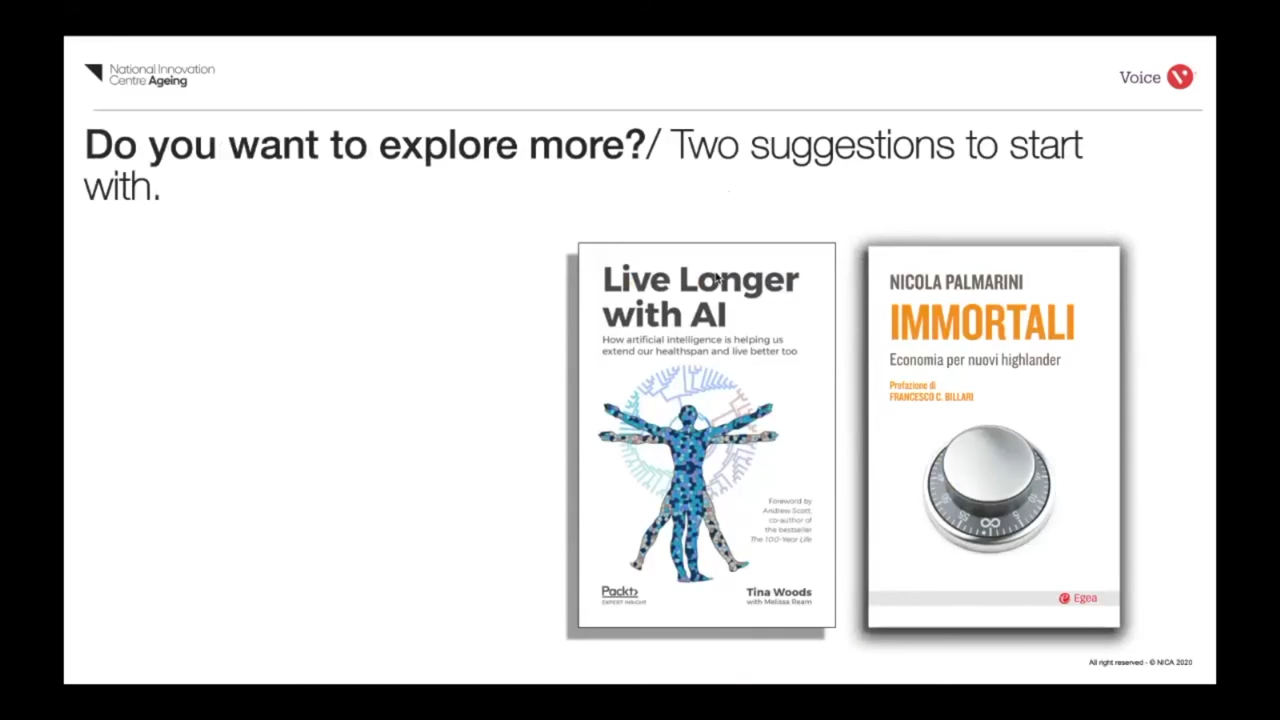 National Innovation
Centre Ageing
Voice
Do you want to explore more?/ Two suggestions to start
with.
Live Longer
with AI
How artificial intelligence is helping us
extend our healthspan and live better too
Foreword by
Andrew Scott,
co-author of
the bestseller
The 100-Year Life
Packt>
EXPERT INSIGHT
Tina Woods
with Melissa Ream
NICOLA PALMARINI
IMMORTALI
Economia per nuovi highlander
Prefazione di
FRANCESCO C. BILLARI
∞
5
10
Egea
All right reserved - © NICA 2020